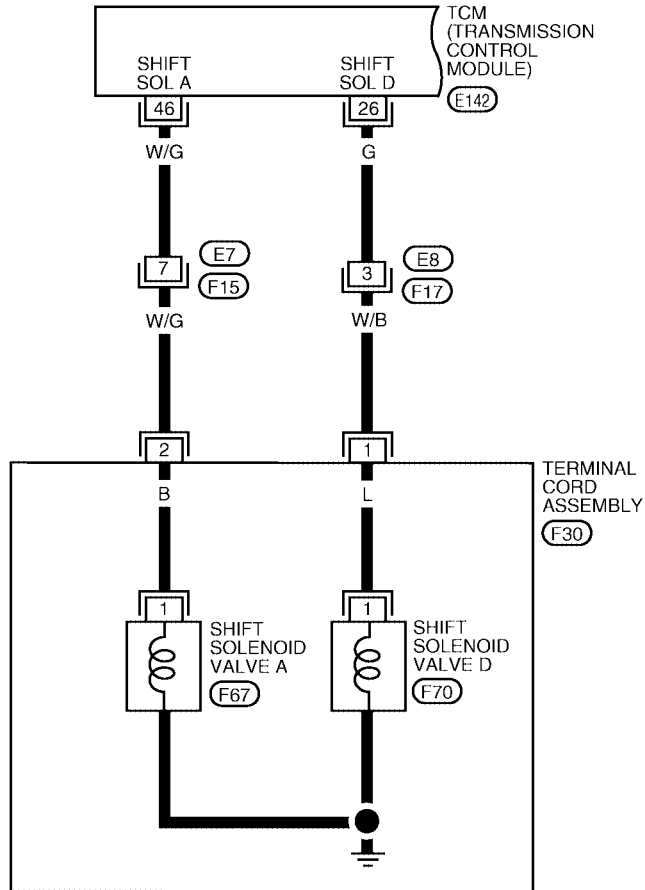 TCM
(TRANSMISSION
CONTROL
MODULE)
E142
SHIFT
SOL A
SHIFT
SOL D
46
26
W/G
G
7
E7
F15
3
E8
F17
W/G
W/B
2
1
TERMINAL
CORD
ASSEMBLY
F30
B
L
1
SHIFT
SOLENOID
VALVE A
F67
1
SHIFT
SOLENOID
VALVE D
F70